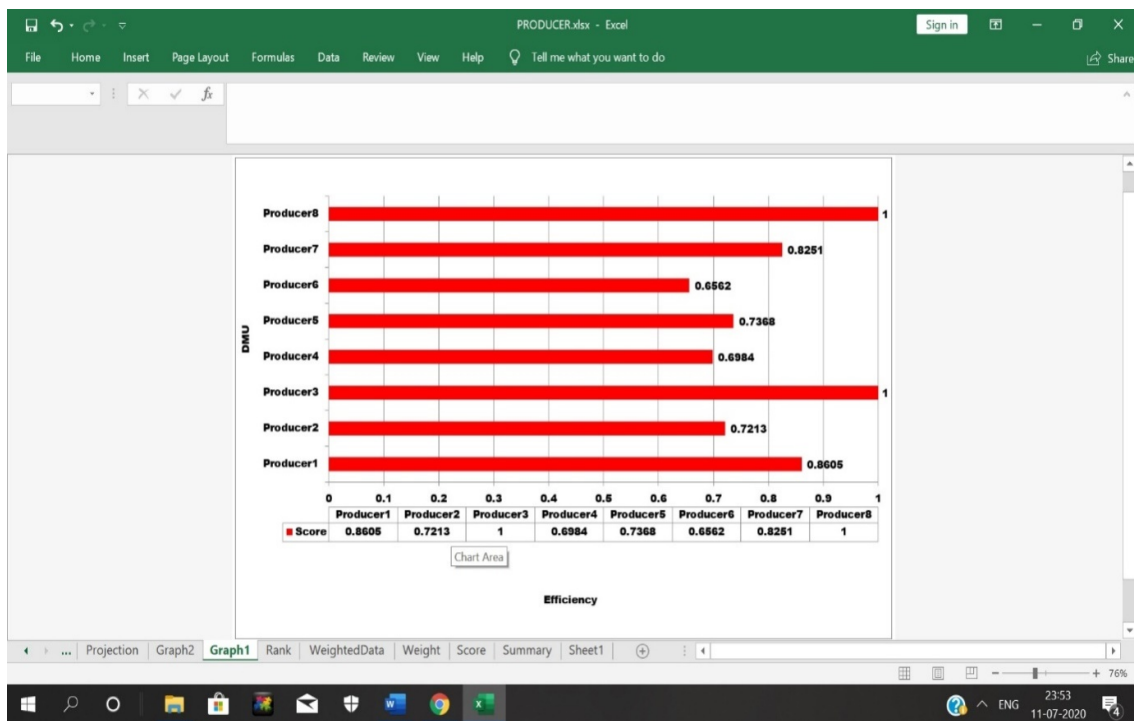 PRODUCER.xlsx - Excel
Sign in
File Home Insert Page Layout Formulas Data Review View Help Tell me what you want to do Share
fx
Producer8 1
Producer7 0.8251
Producer6 0.6562
Producer5 0.7368
DMU
Producer4 0.6984
Producer3 1
Producer2 0.7213
Producer1 0.8605
0 0.1 0.2 0.3 0.4 0.5 0.6 0.7 0.8 0.9 1
Producer1 Producer2 Producer3 Producer4 Producer5 Producer6 Producer7 Producer8
Score 0.8605 0.7213 1 0.6984 0.7368 0.6562 0.8251 1
Chart Area
Efficiency
... Projection Graph2 Graph1 Rank WeightedData Weight Score Summary Sheet1
76%
ENG 23:53
11-07-2020 4